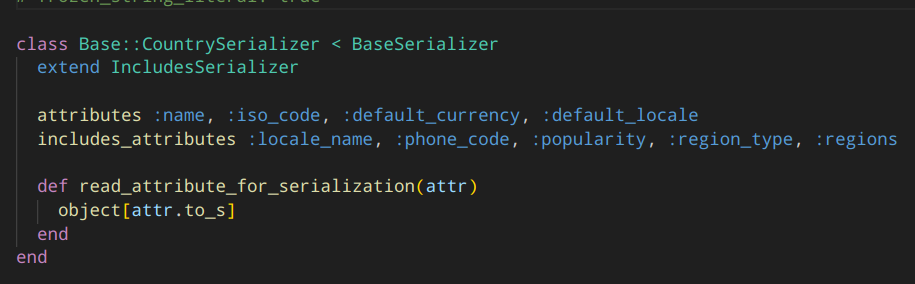 # frozen_string_literal: true
class Base::CountrySerializer < BaseSerializer
extend IncludesSerializer
attributes :name, :iso_code, :default_currency, :default_locale
includes_attributes :locale_name, :phone_code, :popularity, :region_type, :regions
def read_attribute_for_serialization(attr)
object[attr.to_s]
end
end